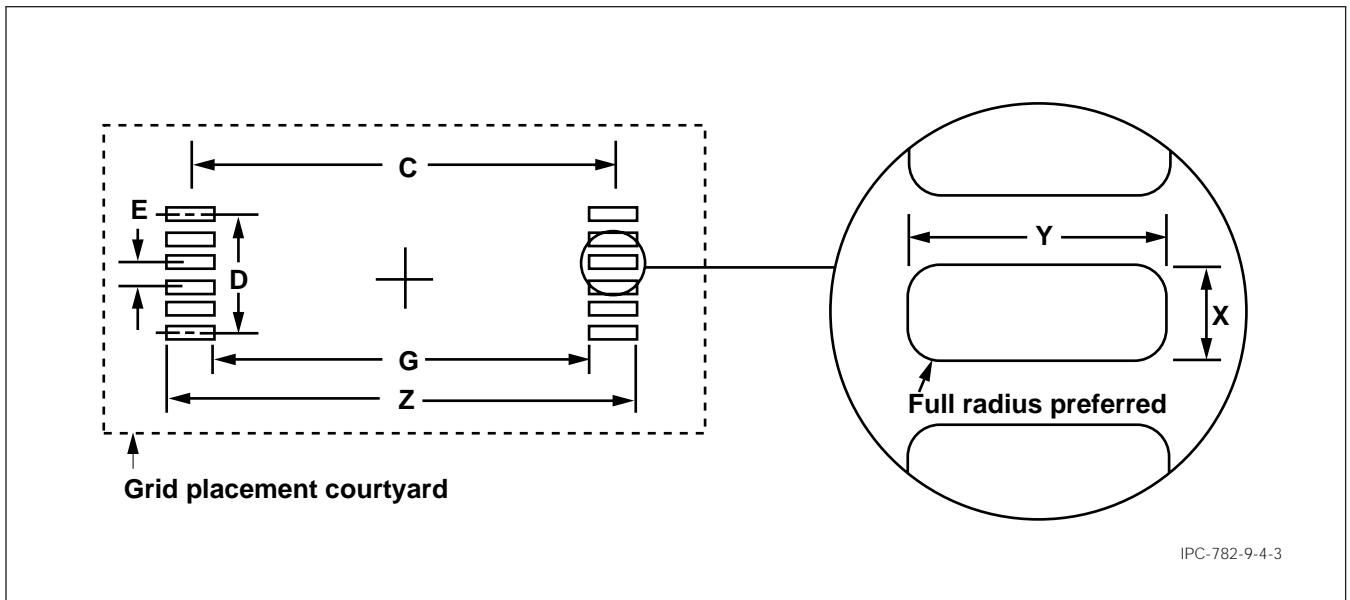 C
E
D
G
Z
Grid placement courtyard
Y
X
Full radius preferred
IPC-782-9-4-3